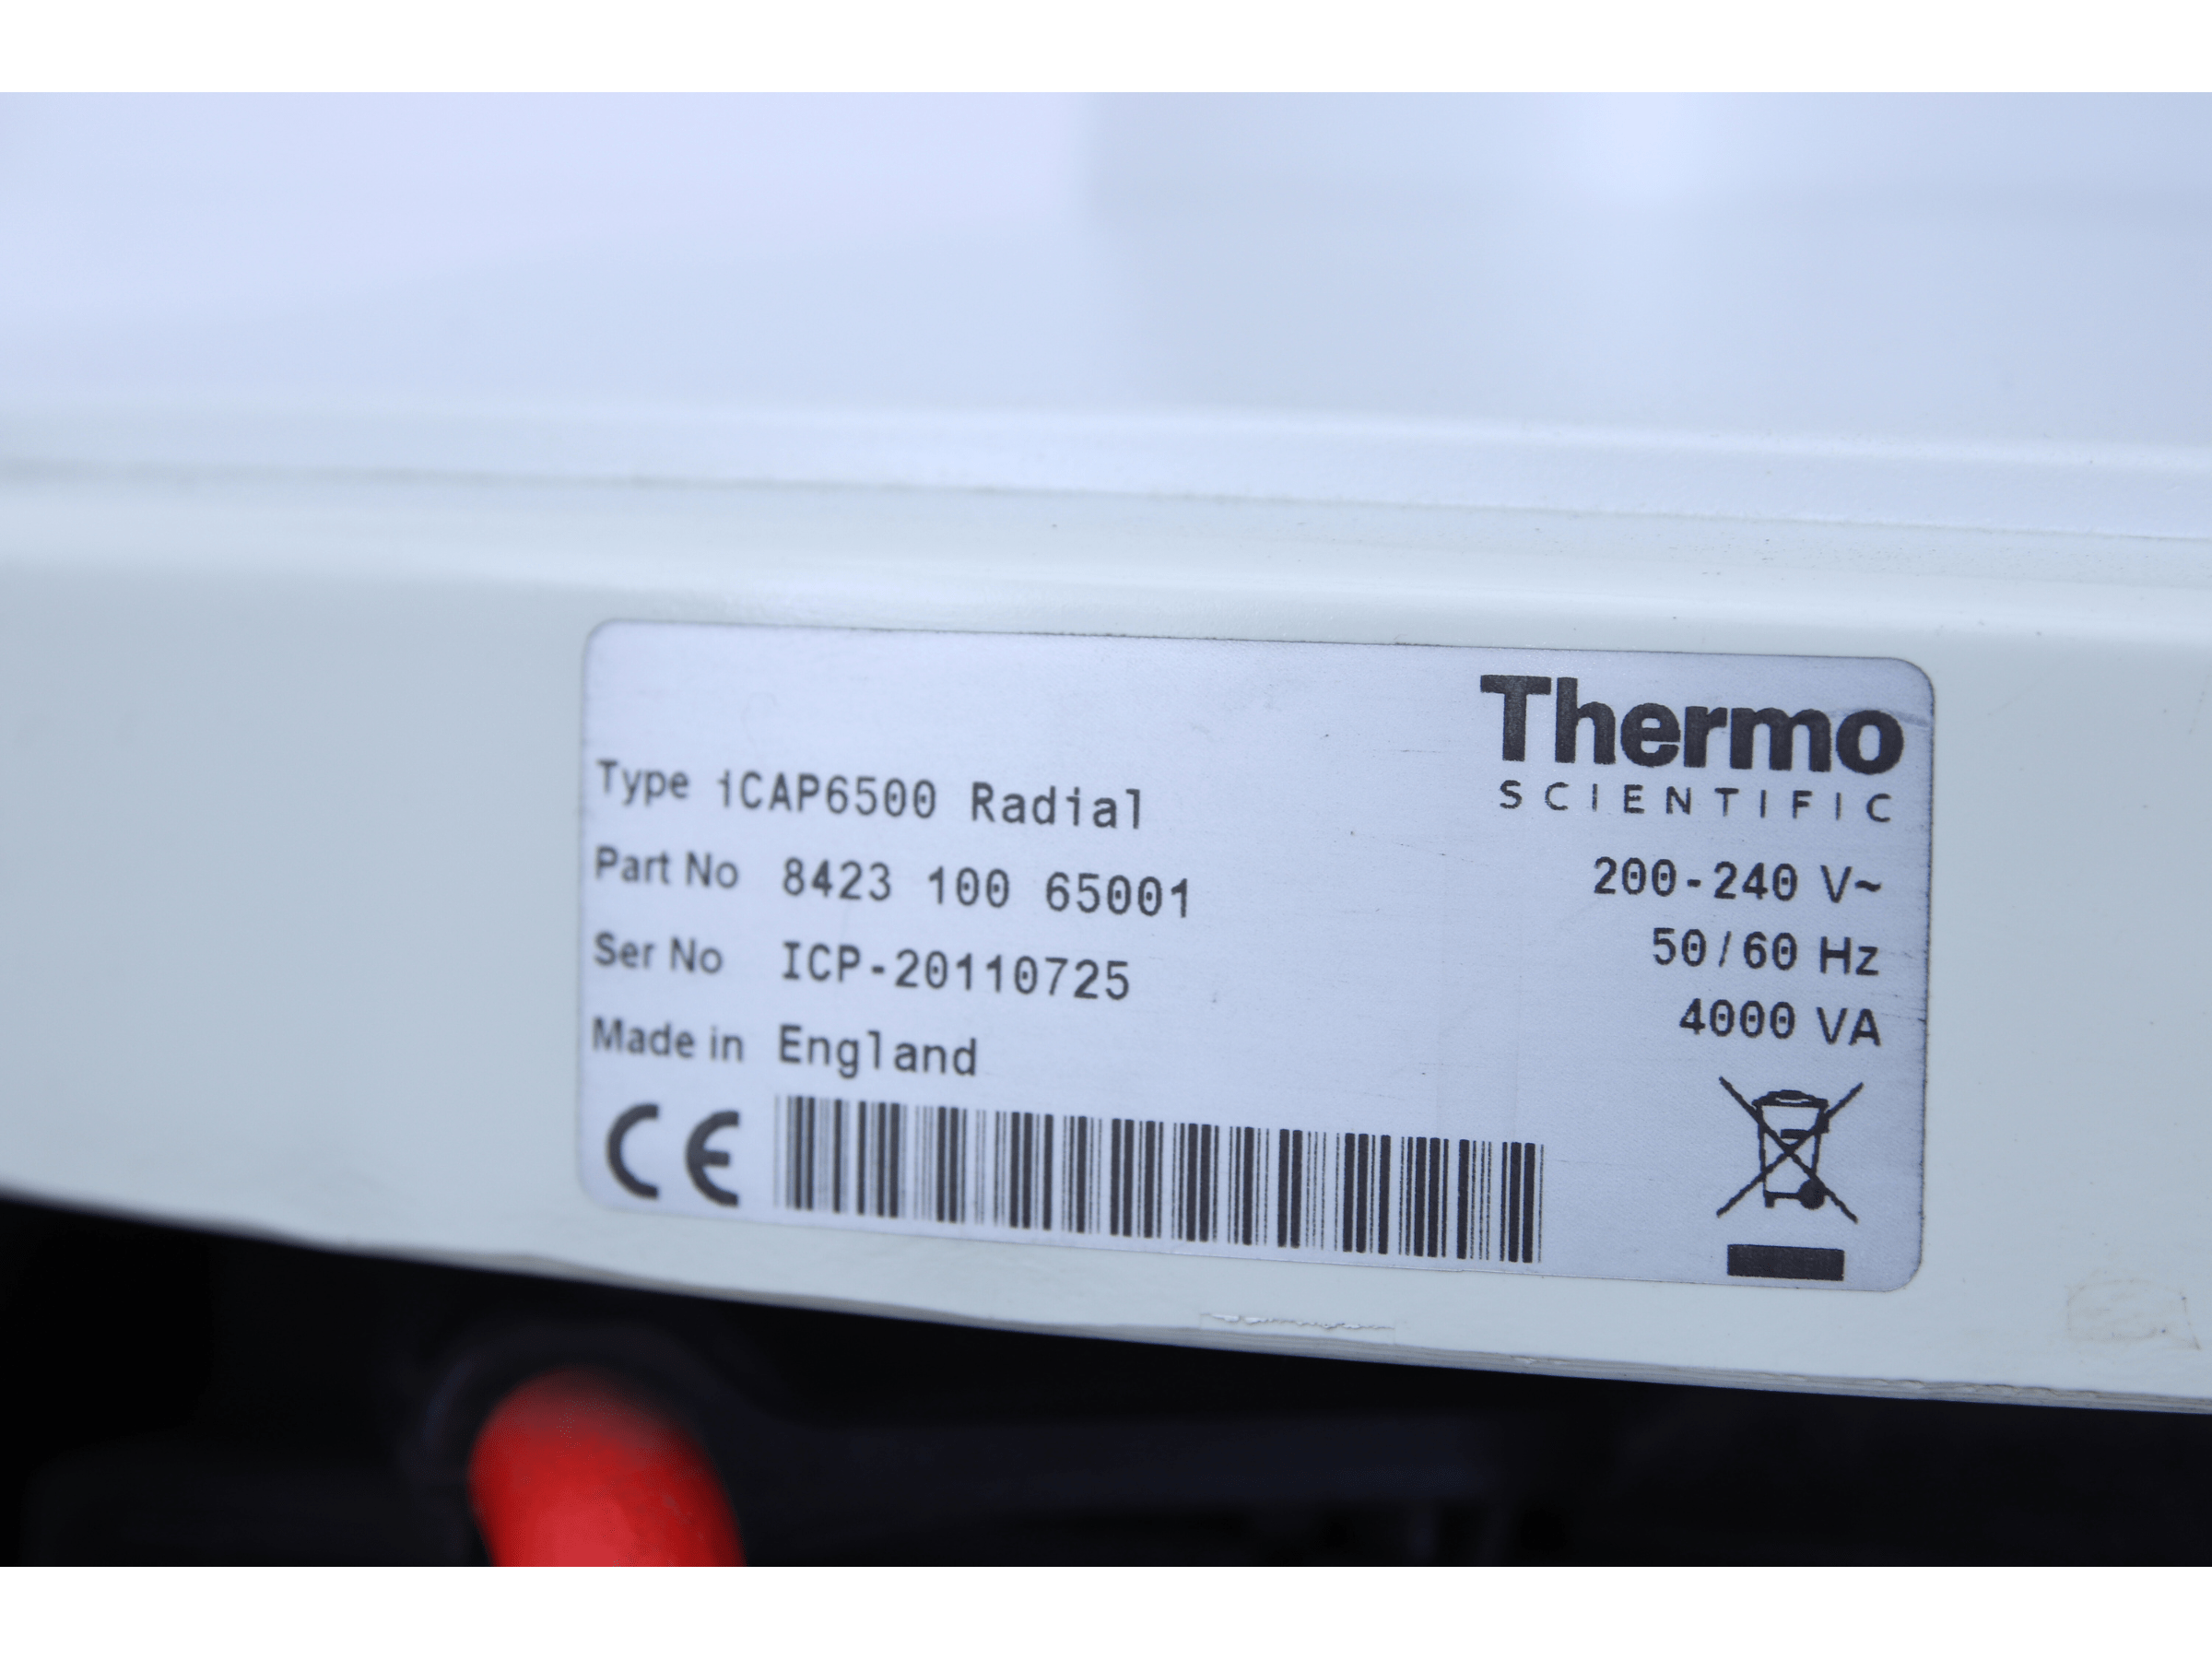 Thermo
SCIENTIFIC
Type iCAP6500 Radial
Part No 8423 100 65001
Ser No ICP-20110725
Made in England
200-240 V~
50/60 Hz
4000 VA
CE